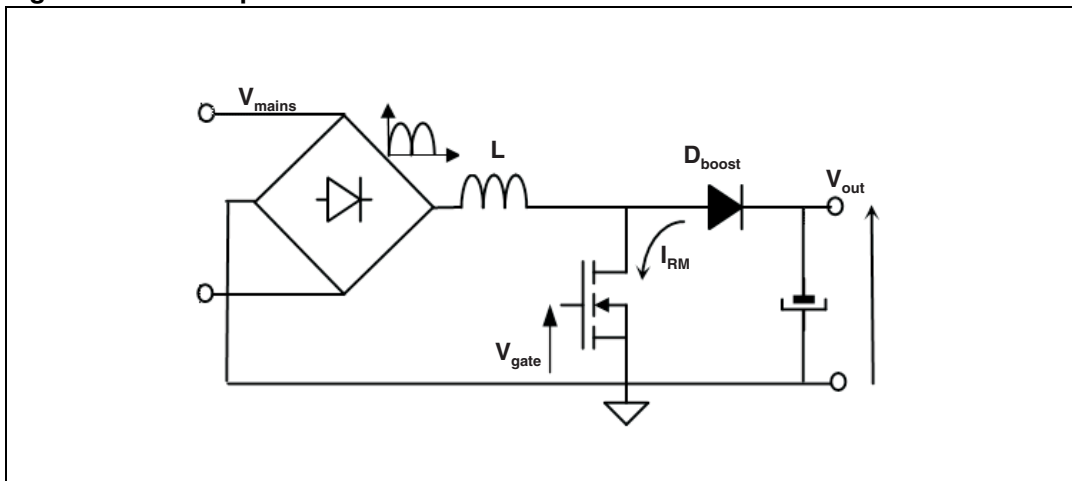 V_mains
L
D_boost
V_out
I_RM
V_gate